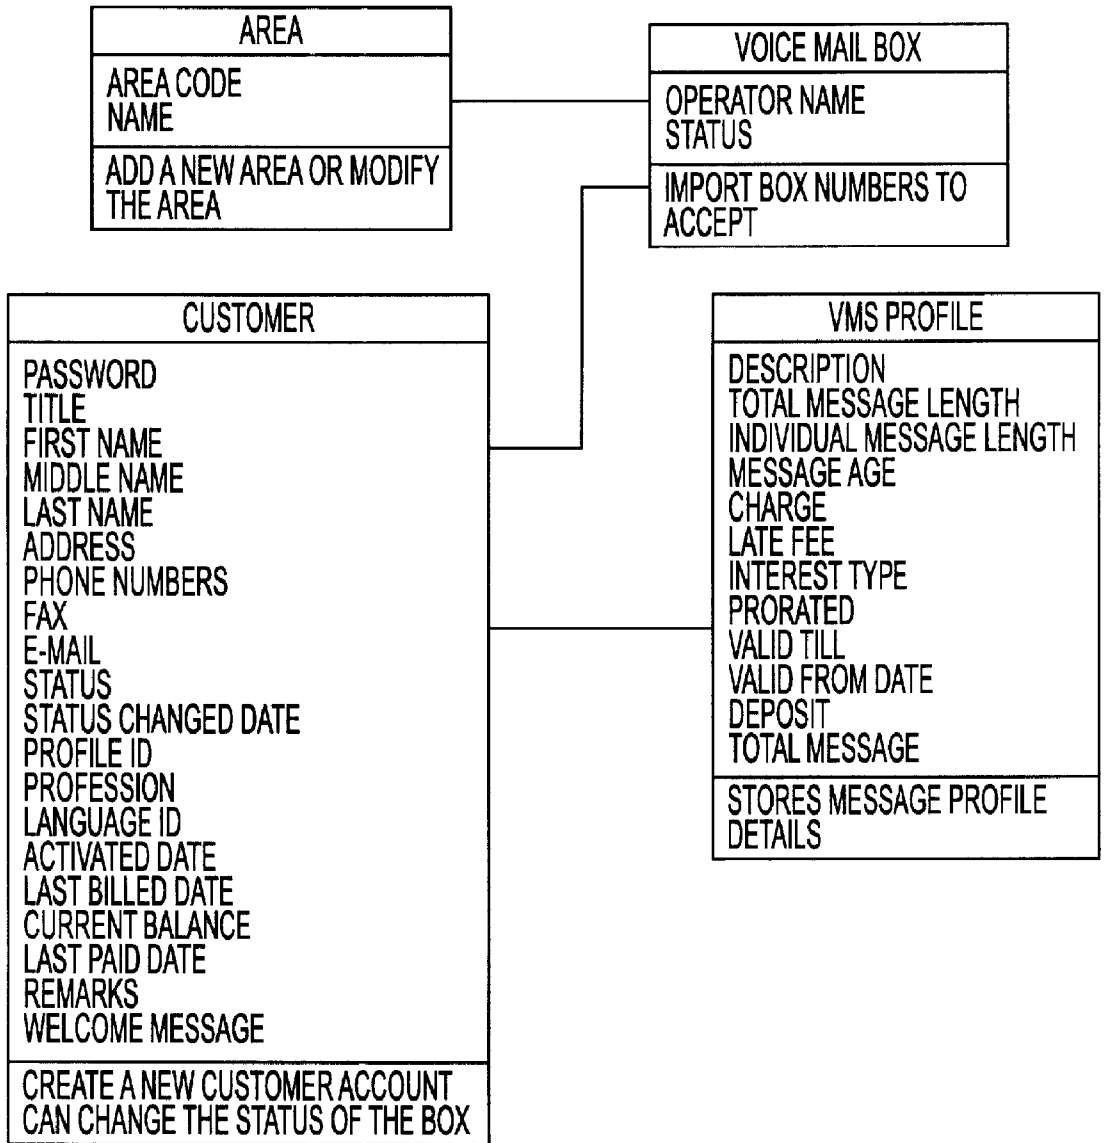 AREA
AREA CODE
NAME
ADD A NEW AREA OR MODIFY
THE AREA
VOICE MAIL BOX
OPERATOR NAME
STATUS
IMPORT BOX NUMBERS TO
ACCEPT
CUSTOMER
PASSWORD
TITLE
FIRST NAME
MIDDLE NAME
LAST NAME
ADDRESS
PHONE NUMBERS
FAX
E-MAIL
STATUS
STATUS CHANGED DATE
PROFILE ID
PROFESSION
LANGUAGE ID
ACTIVATED DATE
LAST BILLED DATE
CURRENT BALANCE
LAST PAID DATE
REMARKS
WELCOME MESSAGE
CREATE A NEW CUSTOMER ACCOUNT
CAN CHANGE THE STATUS OF THE BOX
VMS PROFILE
DESCRIPTION
TOTAL MESSAGE LENGTH
INDIVIDUAL MESSAGE LENGTH
MESSAGE AGE
CHARGE
LATE FEE
INTEREST TYPE
PRORATED
VALID TILL
VALID FROM DATE
DEPOSIT
TOTAL MESSAGE
STORES MESSAGE PROFILE
DETAILS